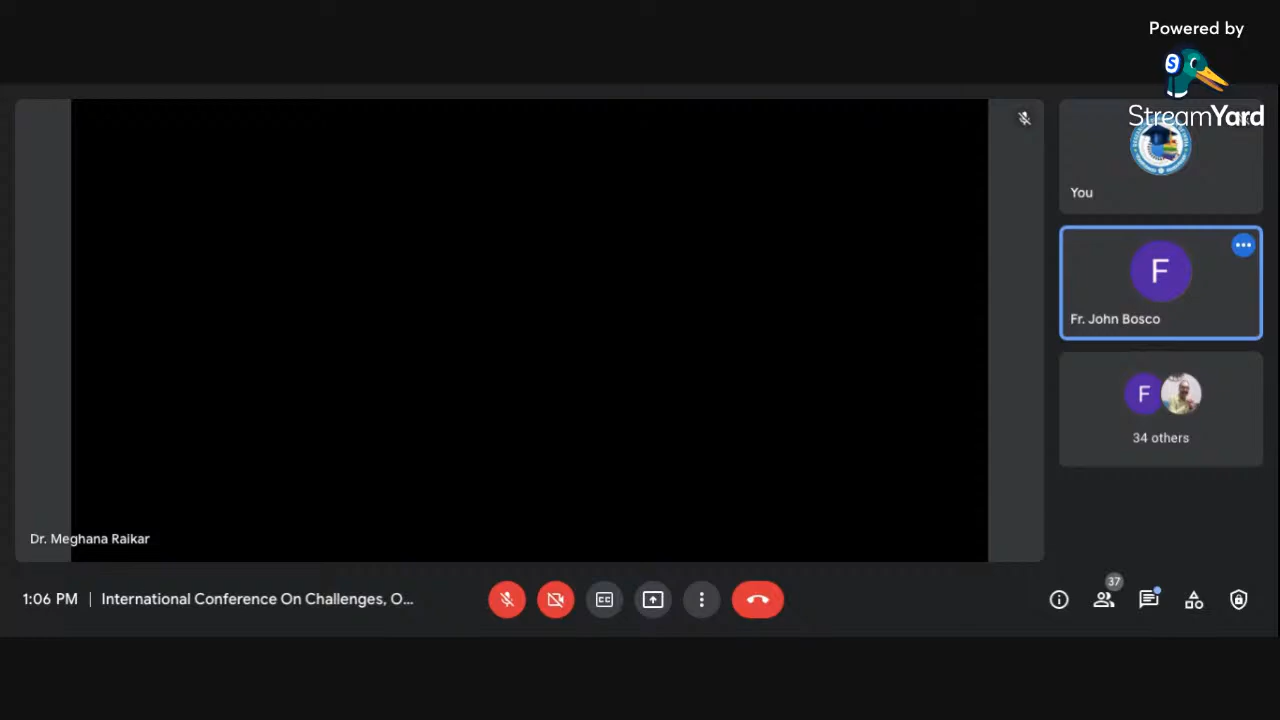 Powered by
StreamYard
You
F
Fr. John Bosco
F
34 others
Dr. Meghana Raikar
1:06 PM | International Conference On Challenges, O...
CC
37